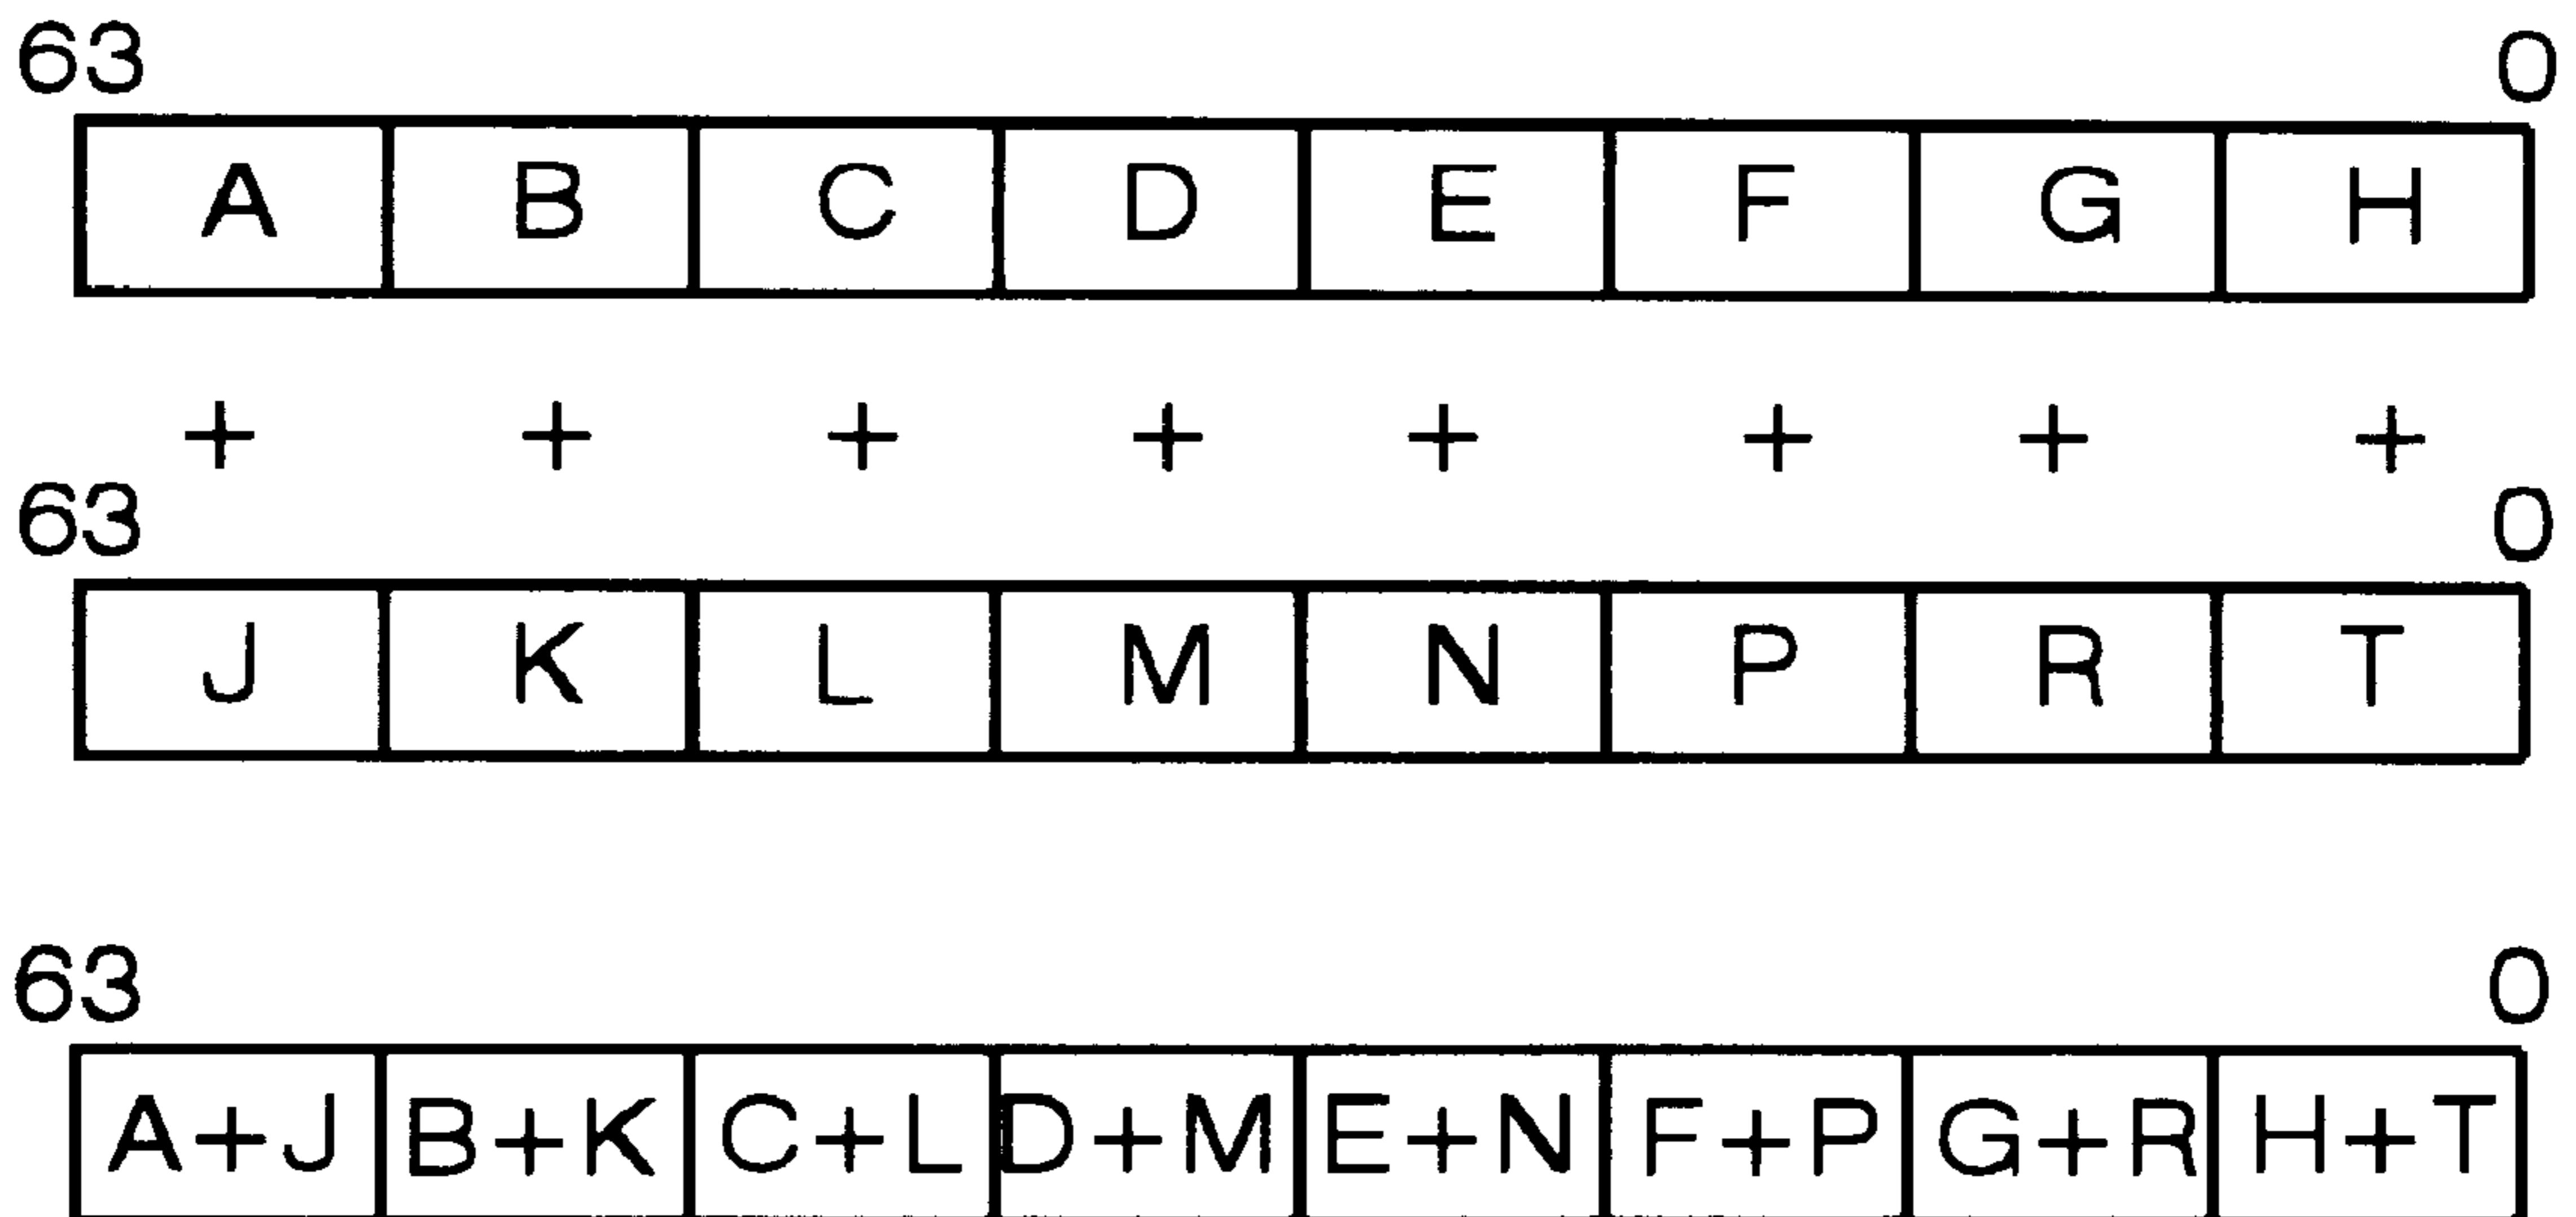 63 0
A B C D E F G H
+ + + + + + + +
63 0
J K L M N P R T
63 0
A+J B+K C+L D+M E+N F+P G+R H+T